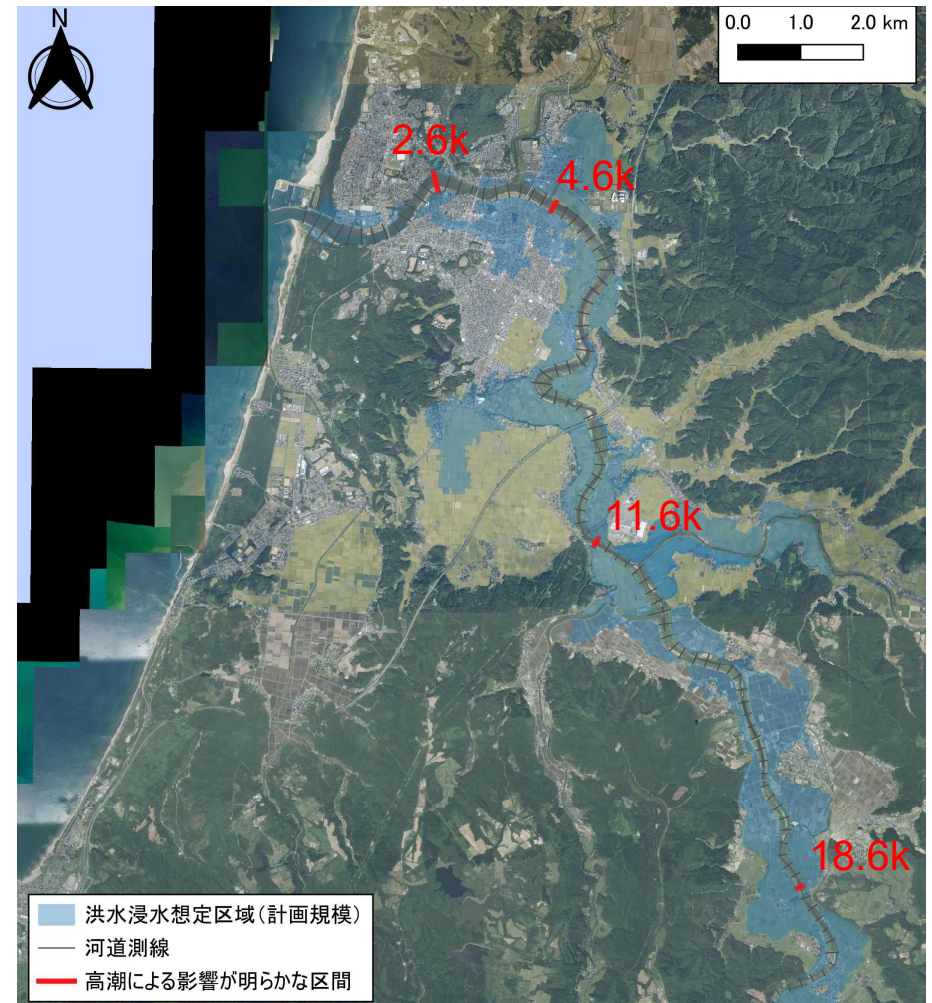 N
0.0 1.0 2.0 km
2.6k
4.6k
11.6k
18.6k
洪水浸水想定区域(計画規模)
河道測線
高潮による影響が明らかな区間